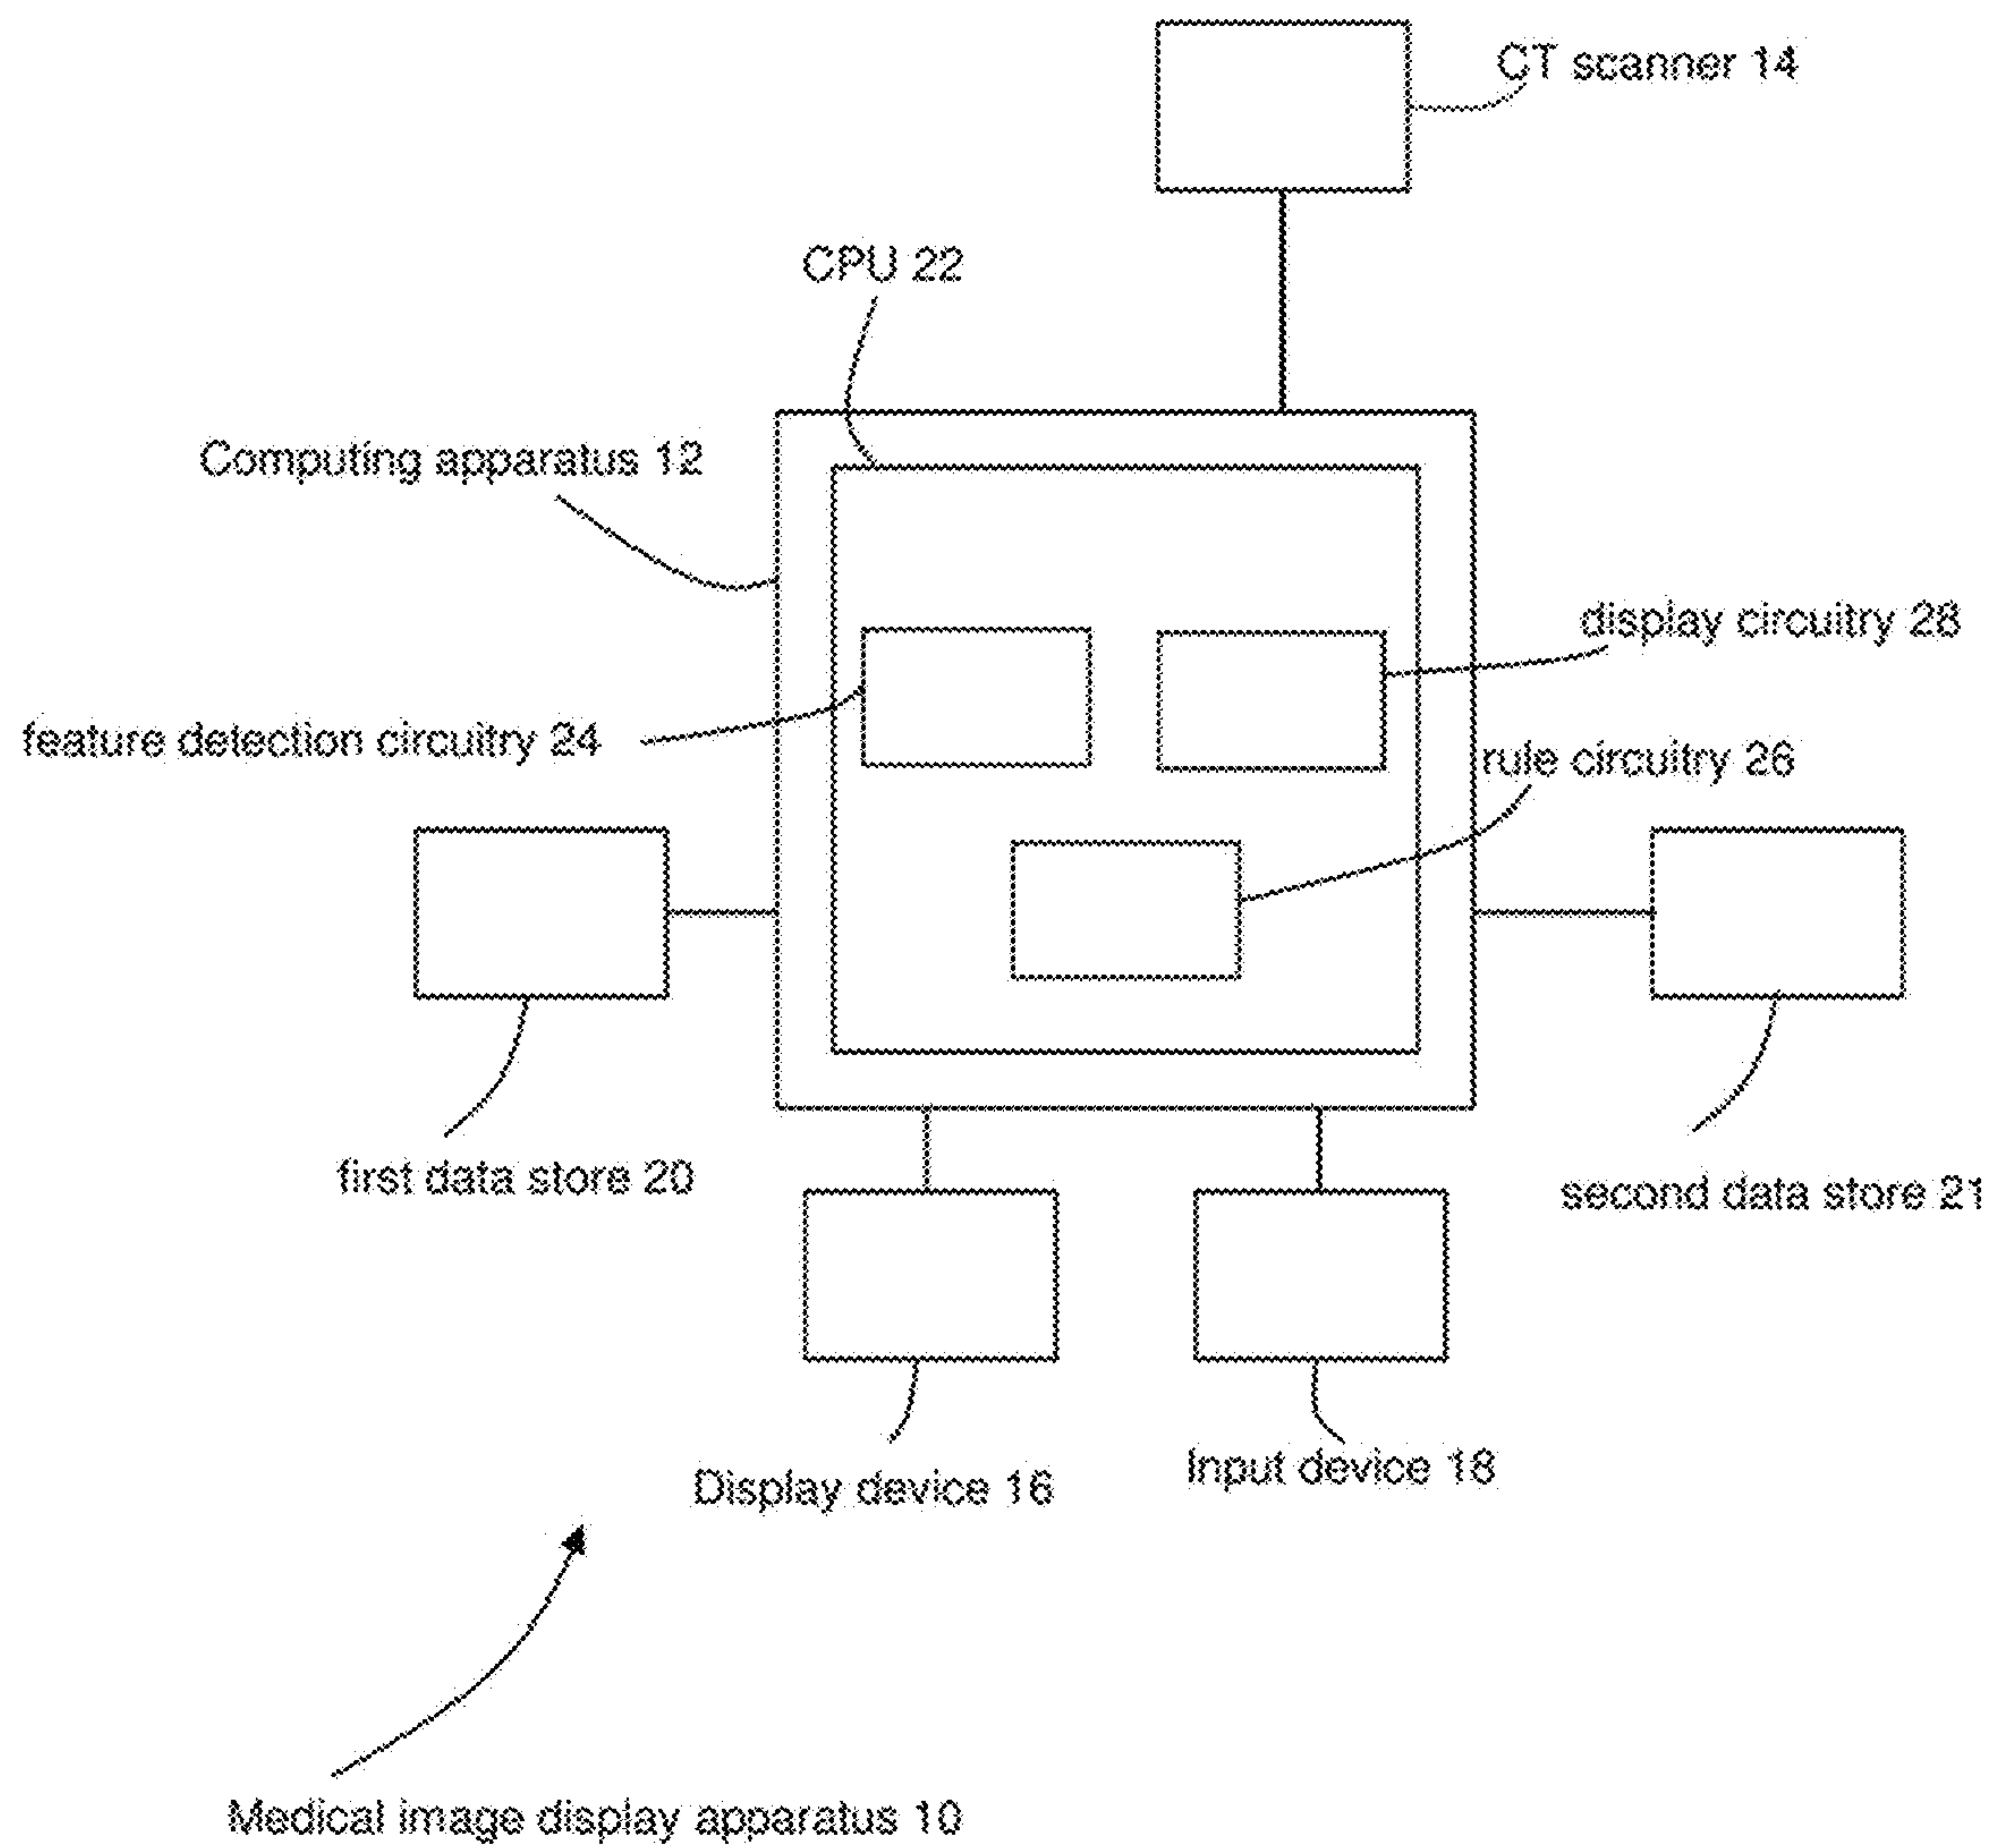 CT scanner 14
CPU 22
Computing apparatus 12
display circuitry 28
feature detection circuitry 24
rule circuitry 26
first data store 20
second data store 21
Display device 16
Input device 18
Medical image display apparatus 10